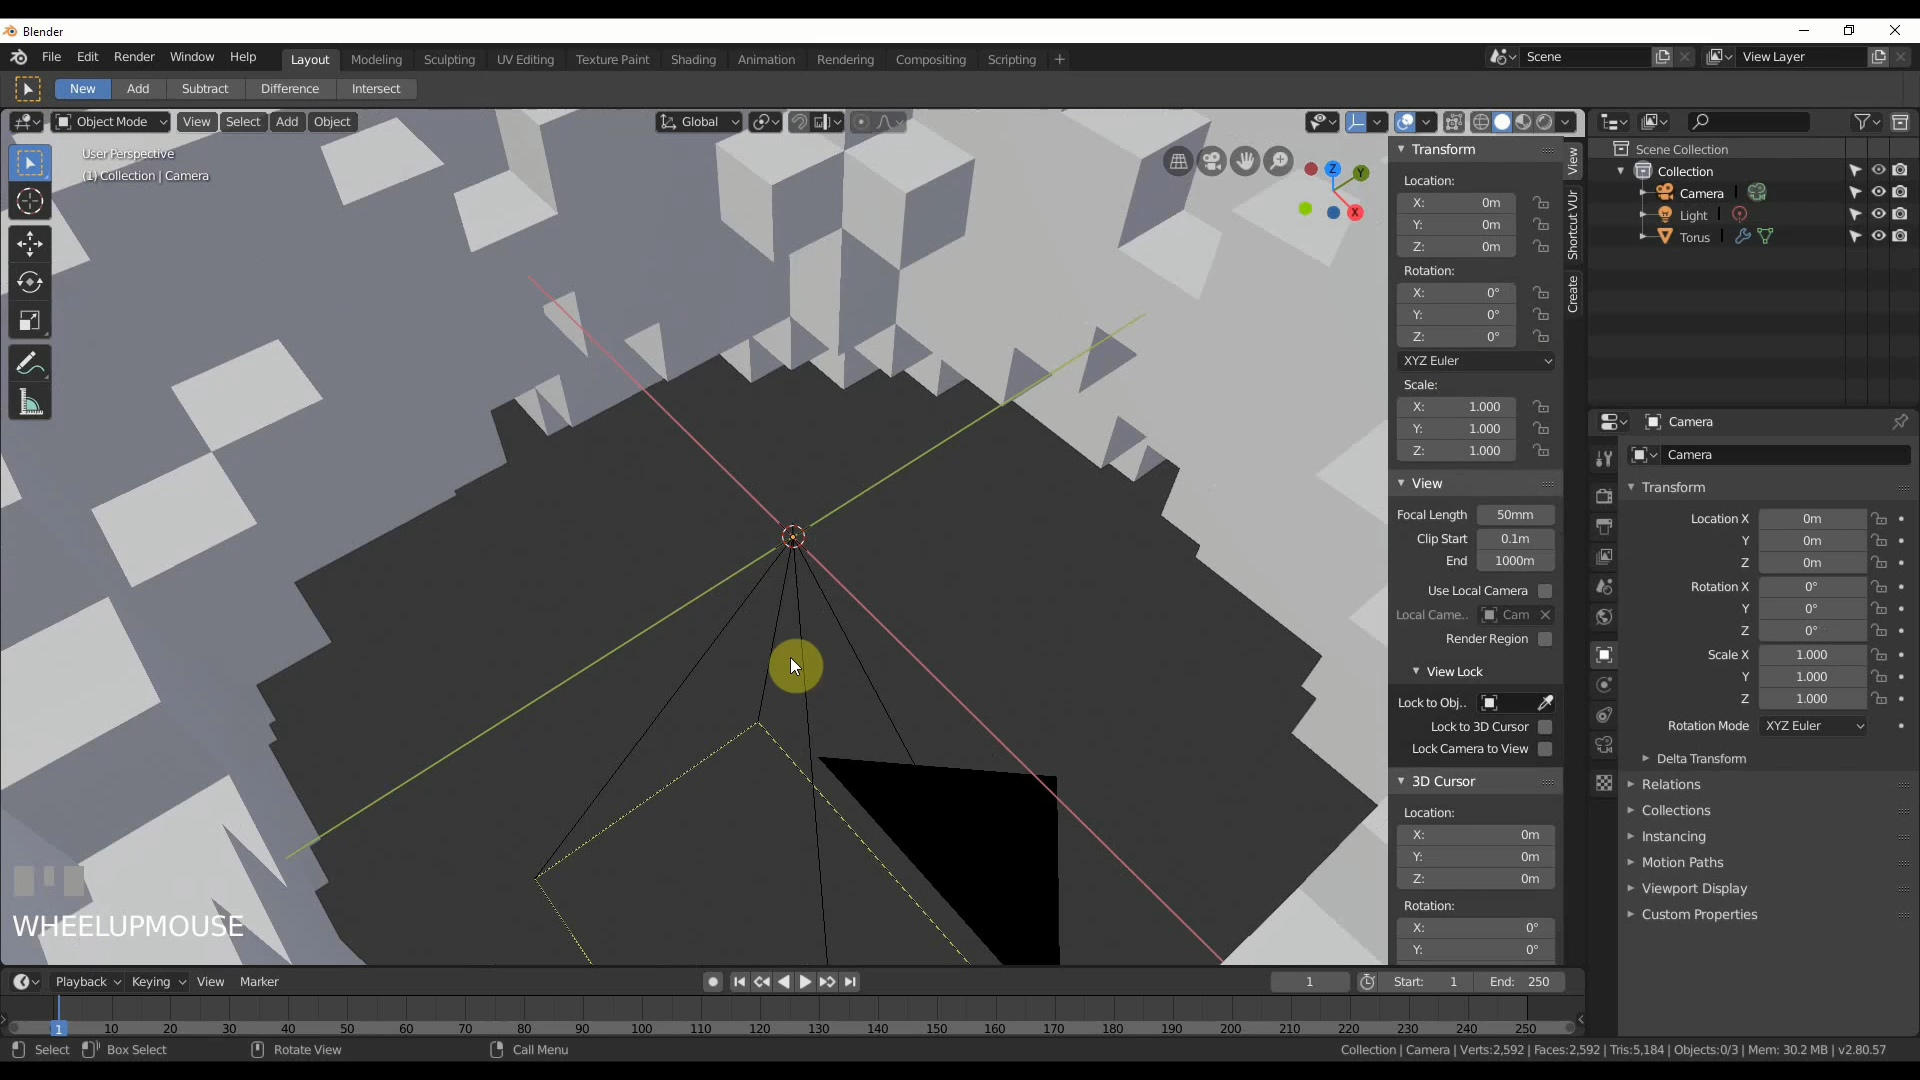 Blender
File Edit Render Window Help Layout Modeling Sculpting UV Editing Texture Paint Shading Animation Rendering Compositing Scripting + Scene View Layer
New Add Subtract Difference Intersect
Object Mode View Select Add Object Global
User Perspective
(1) Collection | Camera
Z
Y
X
Transform
Location:
X: 0m
Y: 0m
Z: 0m
Rotation:
X: 0°
Y: 0°
Z: 0°
XYZ Euler
Scale:
X: 1.000
Y: 1.000
Z: 1.000
View
Focal Length 50mm
Clip Start 0.1m
End 1000m
Use Local Camera
Local Came.. Cam
Render Region
View Lock
Lock to Obj..
Lock to 3D Cursor
Lock Camera to View
3D Cursor
Location:
X: 0m
Y: 0m
Z: 0m
Rotation:
X: 0°
Y: 0°
View
Shortcut VUr
Create
Scene Collection
Collection
Camera
Light
Torus
Camera
Camera
Transform
Location X 0m
Y 0m
Z 0m
Rotation X 0°
Y 0°
Z 0°
Scale X 1.000
Y 1.000
Z 1.000
Rotation Mode XYZ Euler
Delta Transform
Relations
Collections
Instancing
Motion Paths
Viewport Display
Custom Properties
WHEELUPMOUSE
Playback Keying View Marker 1 Start: 1 End: 250
1 10 20 30 40 50 60 70 80 90 100 110 120 130 140 150 160 170 180 190 200 210 220 230 240 250
Select Box Select Rotate View Call Menu Collection | Camera | Verts:2,592 | Faces:2,592 | Tris:5,184 | Objects:0/3 | Mem: 30.2 MB | v2.80.57